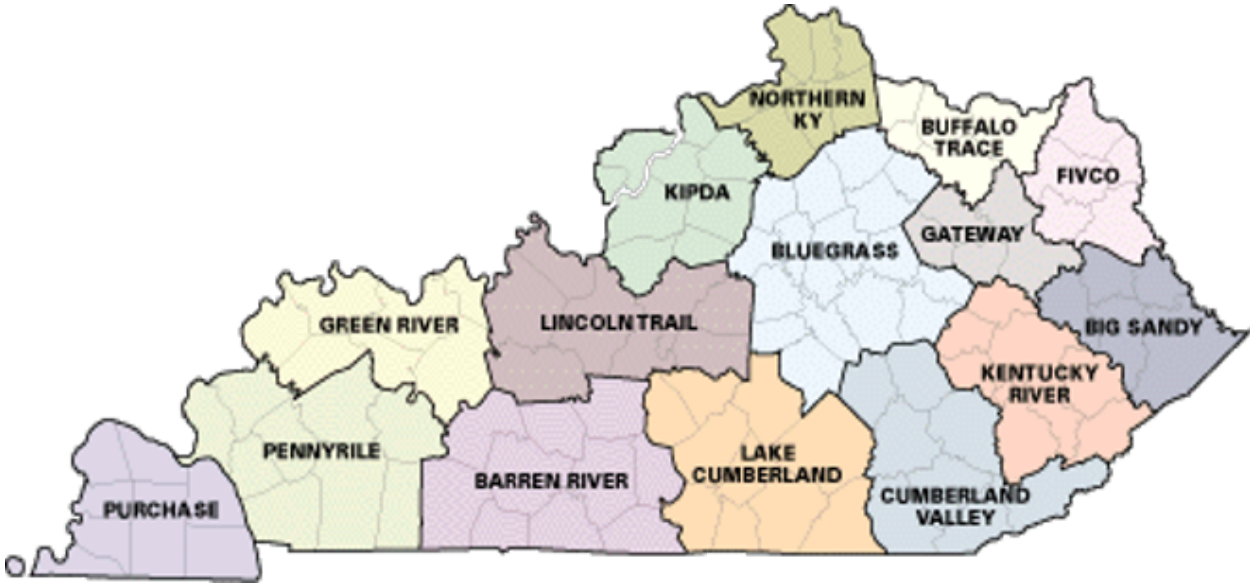 NORTHERN
KY
BUFFALO
TRACE
FIVCO
KIPDA
GATEWAY
BLUEGRASS
GREEN RIVER
LINCOLN TRAIL
BIG SANDY
KENTUCKY
RIVER
PENNYRILE
LAKE
CUMBERLAND
BARREN RIVER
CUMBERLAND
VALLEY
PURCHASE